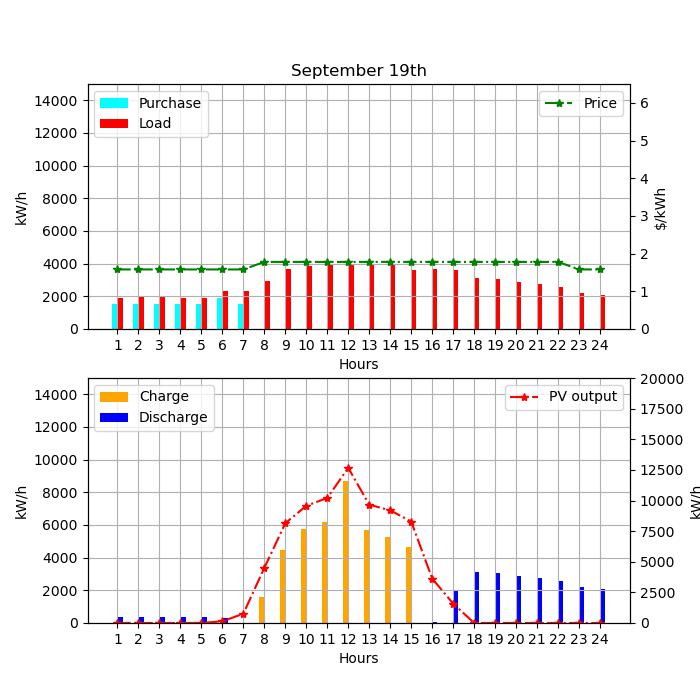 September 19th
Purchase
Load
Price
14000
12000
10000
8000
6000
4000
2000
0
kW/h
6
5
4
3
2
1
0
$/kWh
1 2 3 4 5 6 7 8 9 10 11 12 13 14 15 16 17 18 19 20 21 22 23 24
Hours
Charge
Discharge
PV output
14000
12000
10000
8000
6000
4000
2000
0
kW/h
20000
17500
15000
12500
10000
7500
5000
2500
0
kW/h
1 2 3 4 5 6 7 8 9 10 11 12 13 14 15 16 17 18 19 20 21 22 23 24
Hours